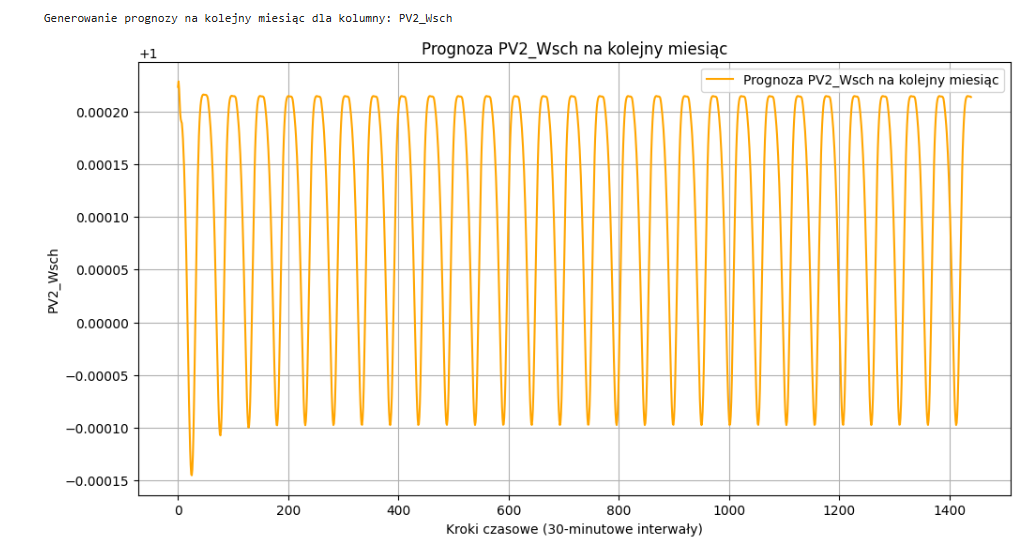 Generowanie prognozy na kolejny miesiąc dla kolumny: PV2_Wsch
Prognoza PV2_Wsch na kolejny miesiąc
+1
Prognoza PV2_Wsch na kolejny miesiąc
0.00020
0.00015
0.00010
0.00005
0.00000
−0.00005
−0.00010
−0.00015
PV2_Wsch
0 200 400 600 800 1000 1200 1400
Kroki czasowe (30-minutowe interwały)